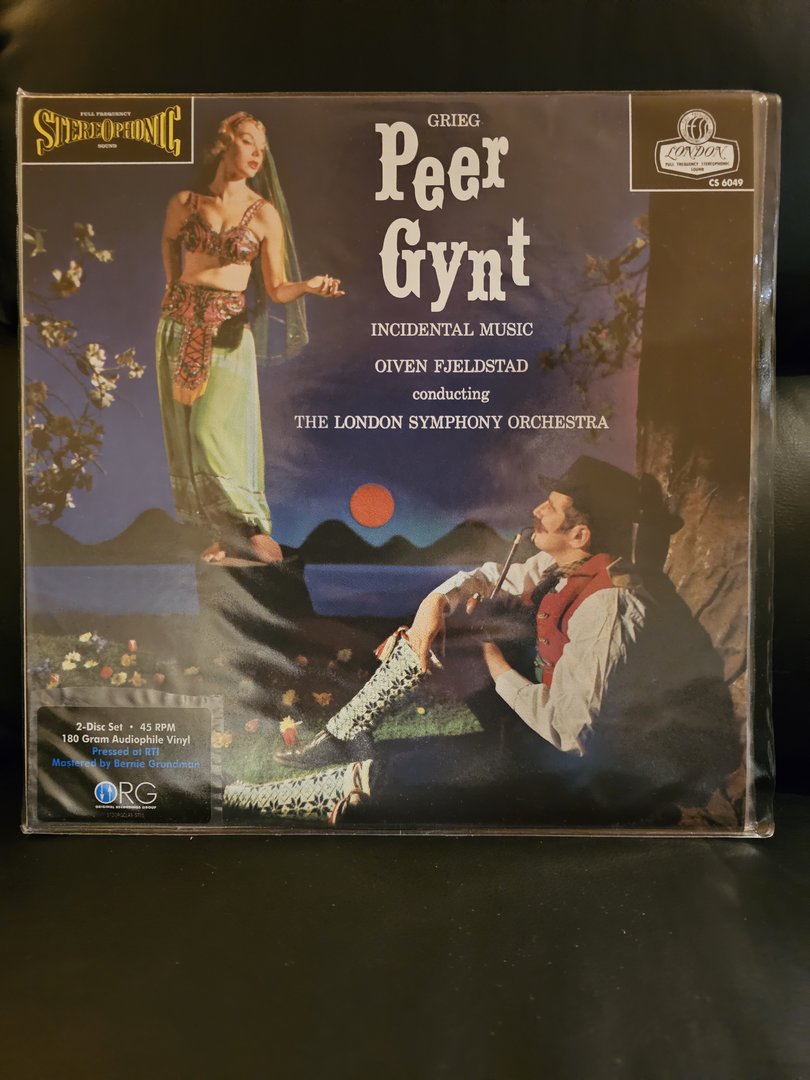 FULL FREQUENCY
STEREOPHONIC
SOUND
GRIEG
Peer
Gynt
INCIDENTAL MUSIC
OIVEN FJELDSTAD
conducting
THE LONDON SYMPHONY ORCHESTRA
LONDON
FULL FREQUENCY STEREOPHONIC
SOUND
CS 6049
2-Disc Set • 45 RPM
180 Gram Audiophile Vinyl
Pressed at RTI
Mastered by Bernie Grundman
ORG
ORIGINAL RECORDINGS GROUP